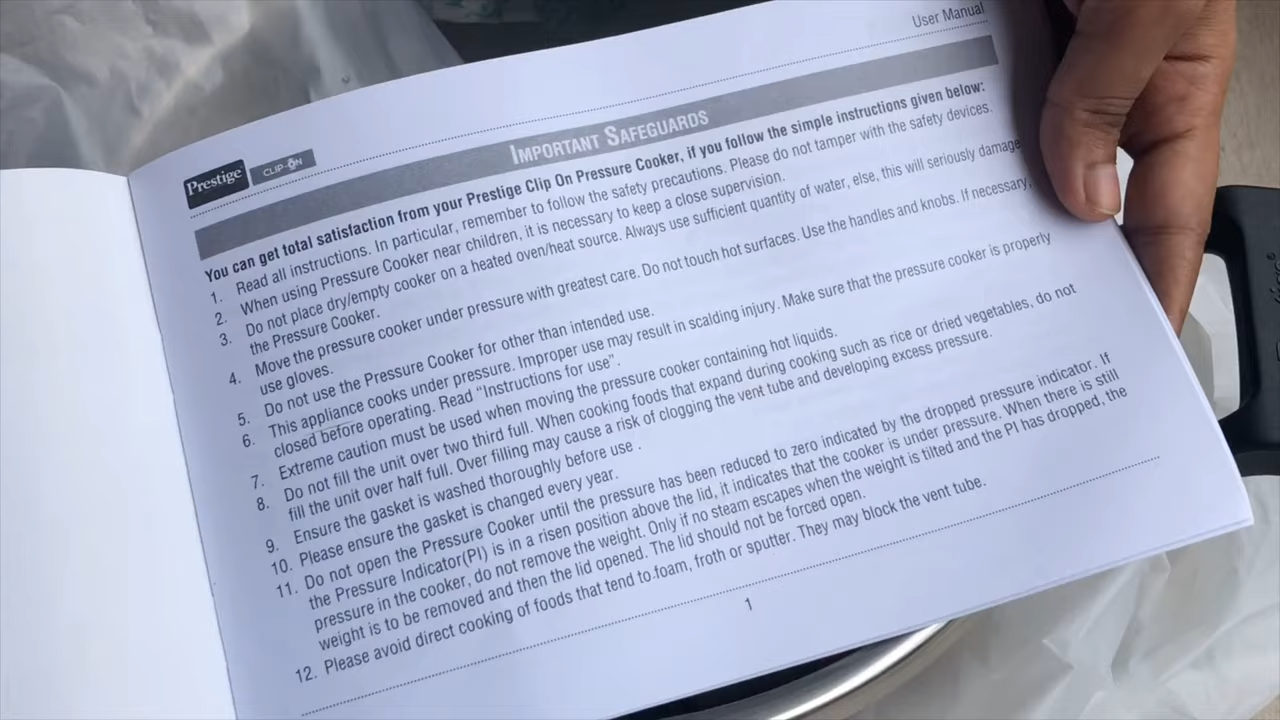 User Manual
Prestige CLIP-ON
IMPORTANT SAFEGUARDS
You can get total satisfaction from your Prestige Clip On Pressure Cooker, if you follow the simple instructions given below:
1. Read all instructions. In particular, remember to follow the safety precautions. Please do not tamper with the safety devices.
2. When using Pressure Cooker near children, it is necessary to keep a close supervision.
3. Do not place dry/empty cooker on a heated oven/heat source. Always use sufficient quantity of water, else, this will seriously damage
the Pressure Cooker.
4. Move the pressure cooker under pressure with greatest care. Do not touch hot surfaces. Use the handles and knobs. If necessary,
use gloves.
5. Do not use the Pressure Cooker for other than intended use.
6. This appliance cooks under pressure. Improper use may result in scalding injury. Make sure that the pressure cooker is properly
closed before operating. Read "Instructions for use".
7. Extreme caution must be used when moving the pressure cooker containing hot liquids.
8. Do not fill the unit over two third full. When cooking foods that expand during cooking such as rice or dried vegetables, do not
fill the unit over half full. Over filling may cause a risk of clogging the vent tube and developing excess pressure.
9. Ensure the gasket is washed thoroughly before use .
10. Please ensure the gasket is changed every year.
11. Do not open the Pressure Cooker until the pressure has been reduced to zero indicated by the dropped pressure indicator. If
the Pressure Indicator(PI) is in a risen position above the lid, it indicates that the cooker is under pressure. When there is still
pressure in the cooker, do not remove the weight. Only if no steam escapes when the weight is tilted and the PI has dropped, the
weight is to be removed and then the lid opened. The lid should not be forced open.
12. Please avoid direct cooking of foods that tend to foam, froth or sputter. They may block the vent tube.
1